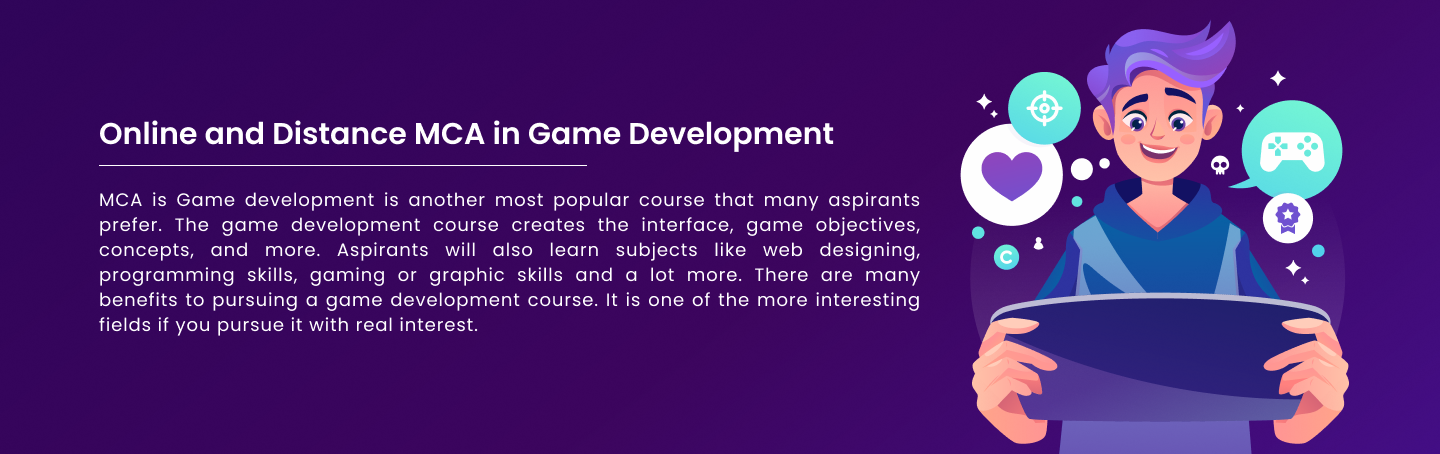 Online and Distance MCA in Game Development
MCA is Game development is another most popular course that many aspirants
prefer. The game development course creates the interface, game objectives,
concepts, and more. Aspirants will also learn subjects like web designing,
programming skills, gaming or graphic skills and a lot more. There are many
benefits to pursuing a game development course. It is one of the more interesting
fields if you pursue it with real interest.
C